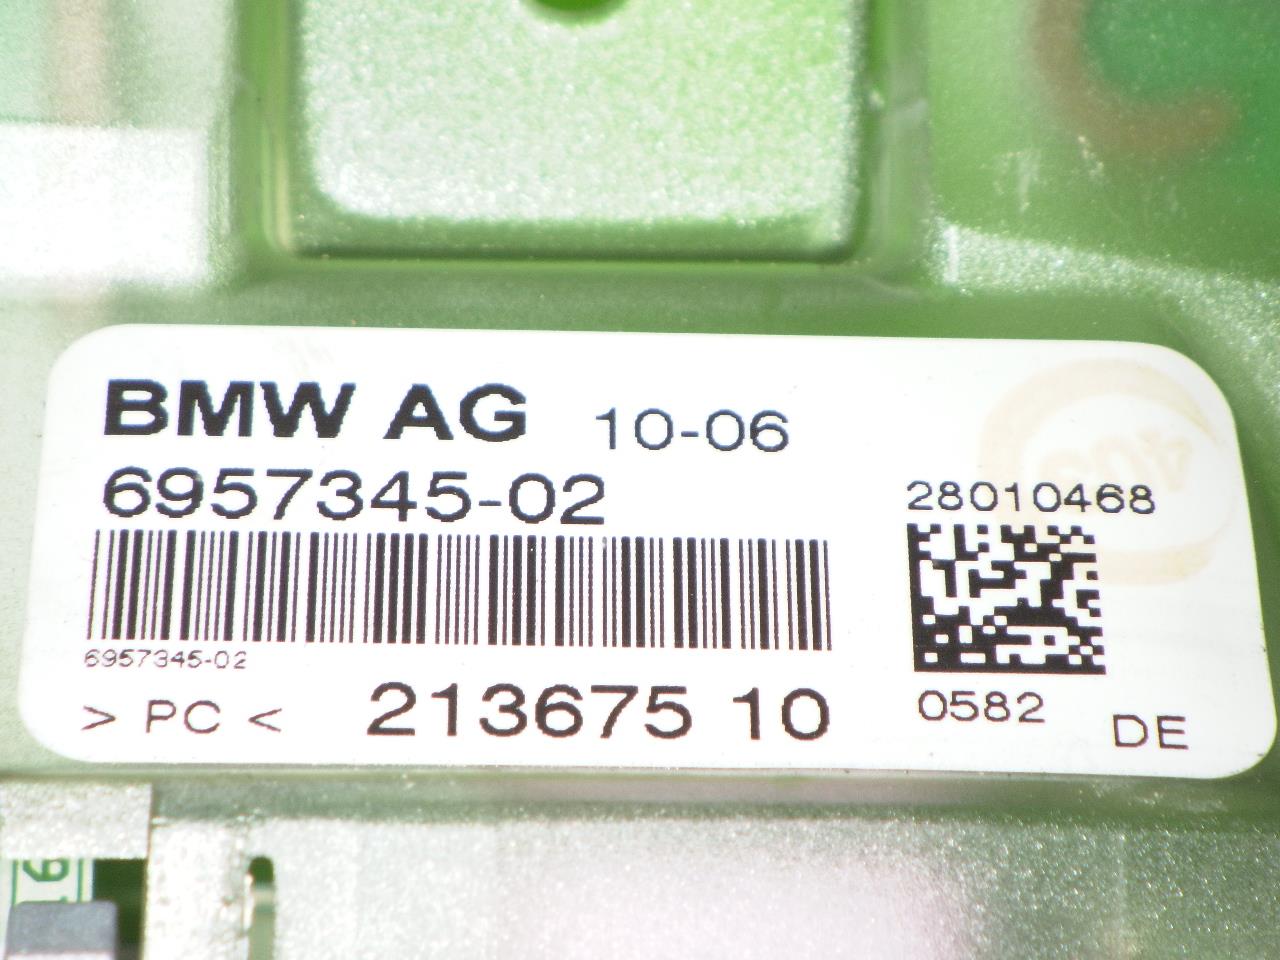 BMW AG 10-06
6957345-02
28010468
6957345-02
> PC < 213675 10
0582
DE